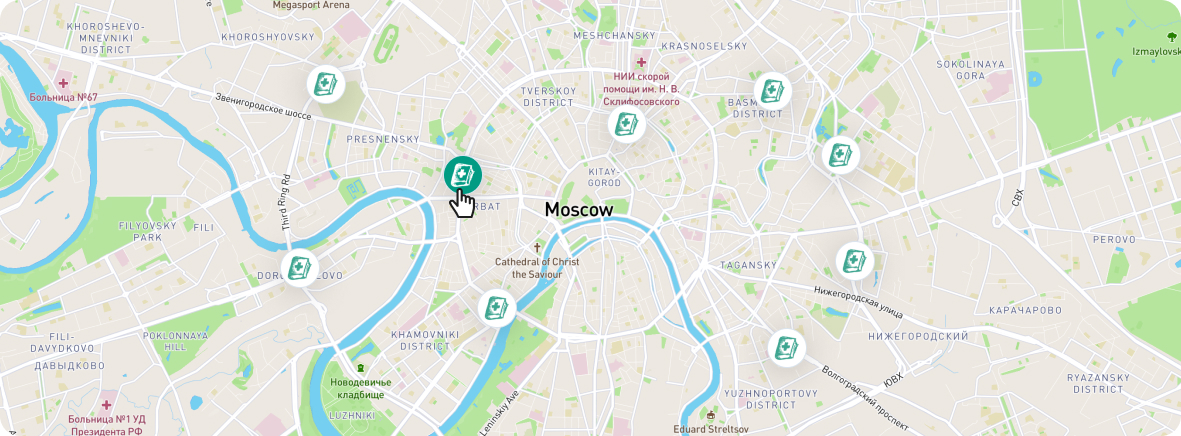 Megasport Arena
KHOROSHEVO-
MNEVNIKI
DISTRICT
KHOROSHYOVSKY
MESHCHANSKY
KRASNOSELSKY
Izmaylovsk
SOKOLINAYA
GORA
НИИ скорой
помощи им. Н. В.
Склифосовского
Больница №67
Звенигородское шоссе
TVERSKOY
DISTRICT
BASM
DISTRICT
PRESNENSKY
KITAY-
GOROD
Third Ring Rd
СВХ
RBAT
Moscow
FILYOVSKY
PARK
FILI
PEROVO
Cathedral of Christ
the Saviour
TAGANSKY
DOR
LOVO
Нижегородская улица
КАРАЧАРОВО
FILI-
DAVYDKOVO
POKLONNAYA
HILL
KHAMOVNIKI
DISTRICT
НИЖЕГОРОДСКИЙ
ДАВЫДКОВО
Новодевичье
кладбище
ЮВХ
RYAZANSKY
DISTRICT
Волгоградский проспект
YUZHNOPORTOVY
DISTRICT
Leninskiy Ave
LUZHNIKI
Больница №1 УД
Президента РФ
Eduard Streltsov